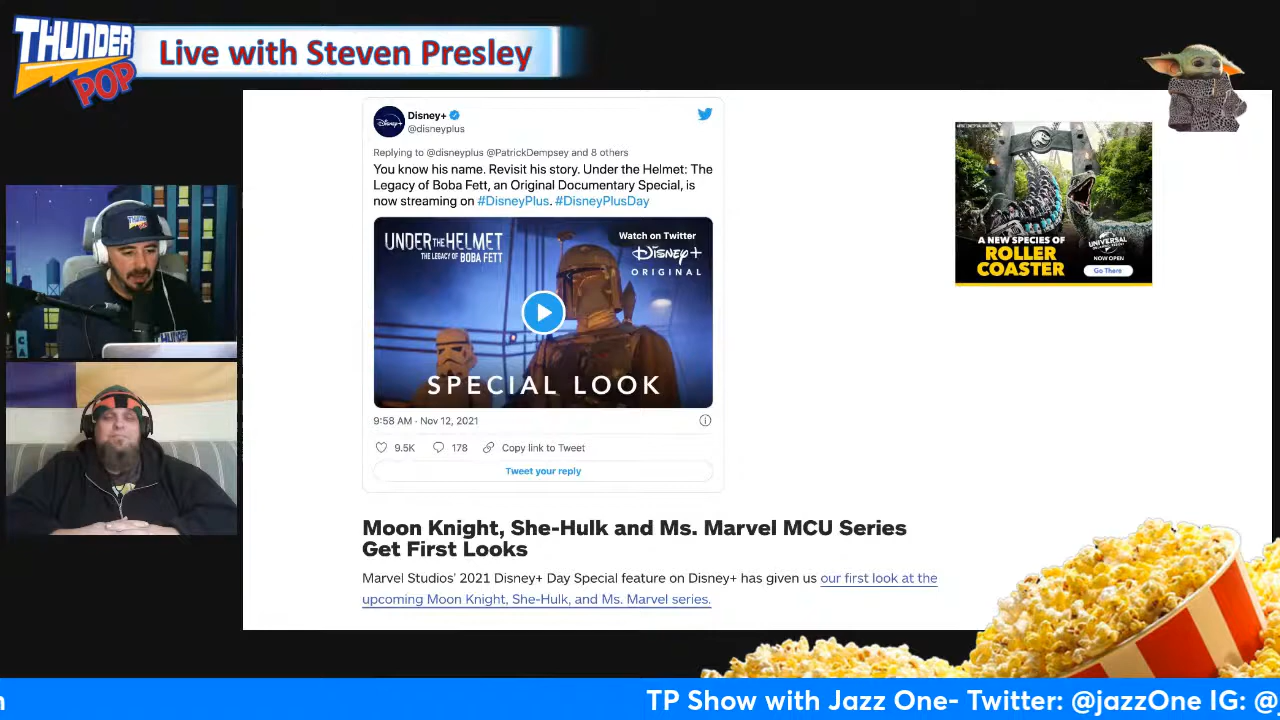 THUNDER
POP
Live with Steven Presley
Disney+
Disney+
@disneyplus
Replying to @disneyplus @PatrickDempsey and 8 others
You know his name. Revisit his story. Under the Helmet: The
Legacy of Boba Fett, an Original Documentary Special, is
now streaming on #DisneyPlus. #DisneyPlusDay
UNDER THE HELMET
THE LEGACY OF BOBA FETT
Watch on Twitter
Disney+
ORIGINAL
SPECIAL LOOK
9:58 AM · Nov 12, 2021
9.5K 178 Copy link to Tweet
Tweet your reply
A NEW SPECIES OF
ROLLER
COASTER
UNIVERSAL
NOW OPEN
Go There
Moon Knight, She-Hulk and Ms. Marvel MCU Series
Get First Looks
Marvel Studios' 2021 Disney+ Day Special feature on Disney+ has given us our first look at the
upcoming Moon Knight, She-Hulk, and Ms. Marvel series.
TP Show with Jazz One- Twitter: @jazzOne IG: @